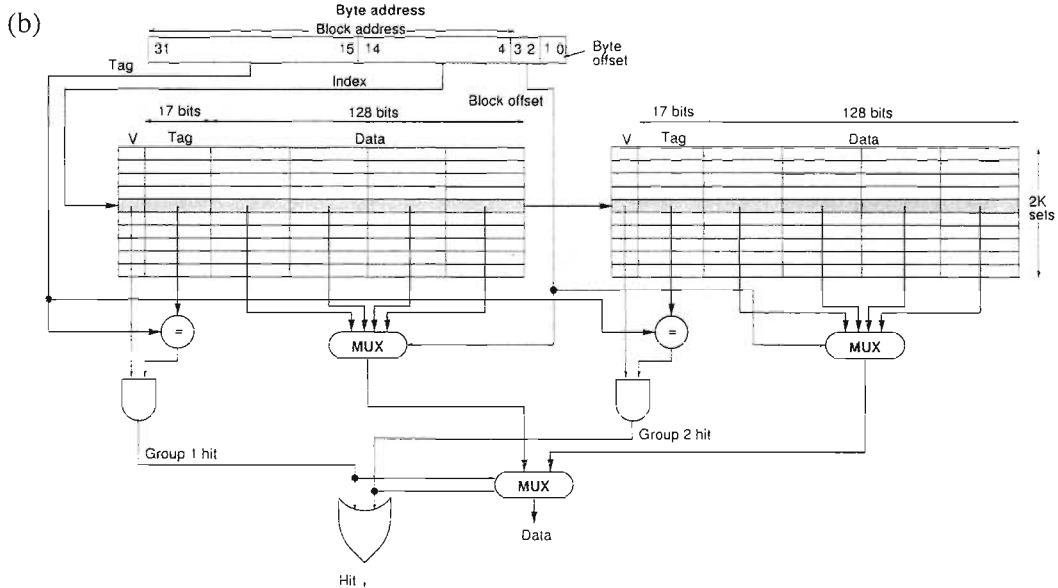 (b)
Byte address
Block address
31 15 14 4 3 2 1 0
Byte offset
Tag
Index
Block offset
17 bits 128 bits
V Tag Data
17 bits 128 bits
V Tag Data
2K sets
=
MUX
=
MUX
Group 1 hit
Group 2 hit
MUX
Data
Hit